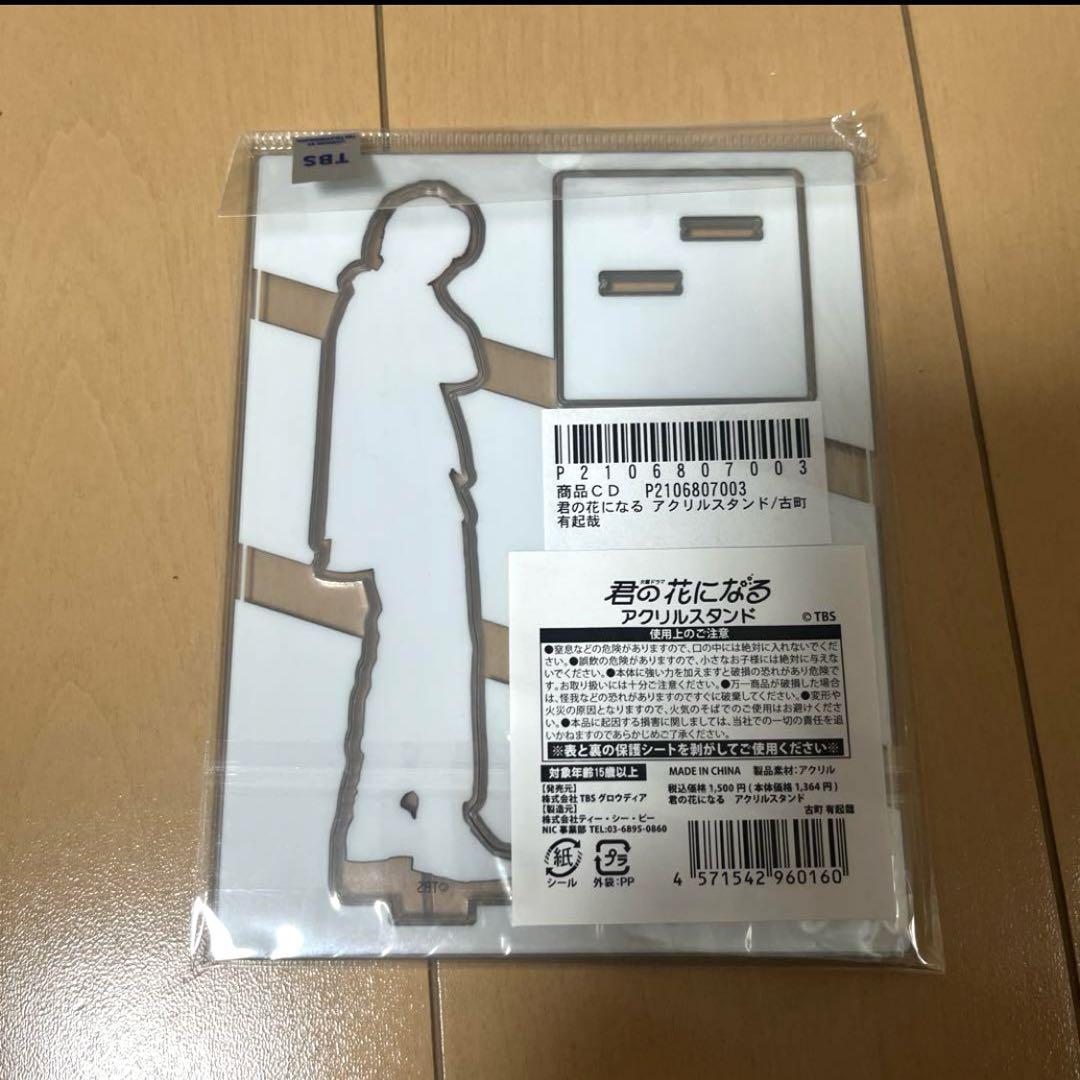 TBS
P2106807003
商品CD P2106807003
君の花になる アクリルスタンド/古町
有起哉
火曜ドラマ
君の花になる
アクリルスタンド
©TBS
使用上のご注意
●窒息などの危険がありますので、口の中には絶対に入れないでくだ
さい。●誤飲の危険がありますので、小さなお子様には絶対に与えな
いでください。●本体に強い力を加えますと破損の恐れがあり危険で
す。お取り扱いには十分ご注意ください。●万一商品が破損した場合
は、怪我などの恐れがありますのですぐに破棄してください。●変形や
火災の原因となりますので、火気のそばでのご使用はお避けくださ
い。●本品に起因する損害に関しましては、当社での一切の責任を追
いかねますのであらかじめご了承ください。
※表と裏の保護シートを剥がしてご使用ください※
対象年齢15歳以上 MADE IN CHINA 製品素材:アクリル
【発売元】 税込価格 1,500円(本体価格 1,364円)
株式会社 TBS グロウディア 君の花になる アクリルスタンド
【製造元】 古町 有起哉
株式会社ティー・シー・ピー
NIC 事業部 TEL:03-6895-0860
紙 プラ
シール 外袋:PP
4 571542 960160
©TBS